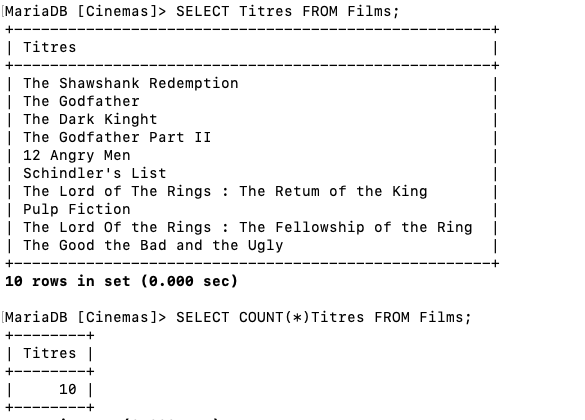 MariaDB [Cinemas]> SELECT Titres FROM Films;
+----------------------------------------------------+
| Titres                                             |
+----------------------------------------------------+
| The Shawshank Redemption                           |
| The Godfather                                      |
| The Dark Kinght                                    |
| The Godfather Part II                              |
| 12 Angry Men                                       |
| Schindler's List                                   |
| The Lord of The Rings : The Retum of the King      |
| Pulp Fiction                                       |
| The Lord Of the Rings : The Fellowship of the Ring |
| The Good the Bad and the Ugly                      |
+----------------------------------------------------+
10 rows in set (0.000 sec)
MariaDB [Cinemas]> SELECT COUNT(*)Titres FROM Films;
+--------+
| Titres |
+--------+
|     10 |
+--------+